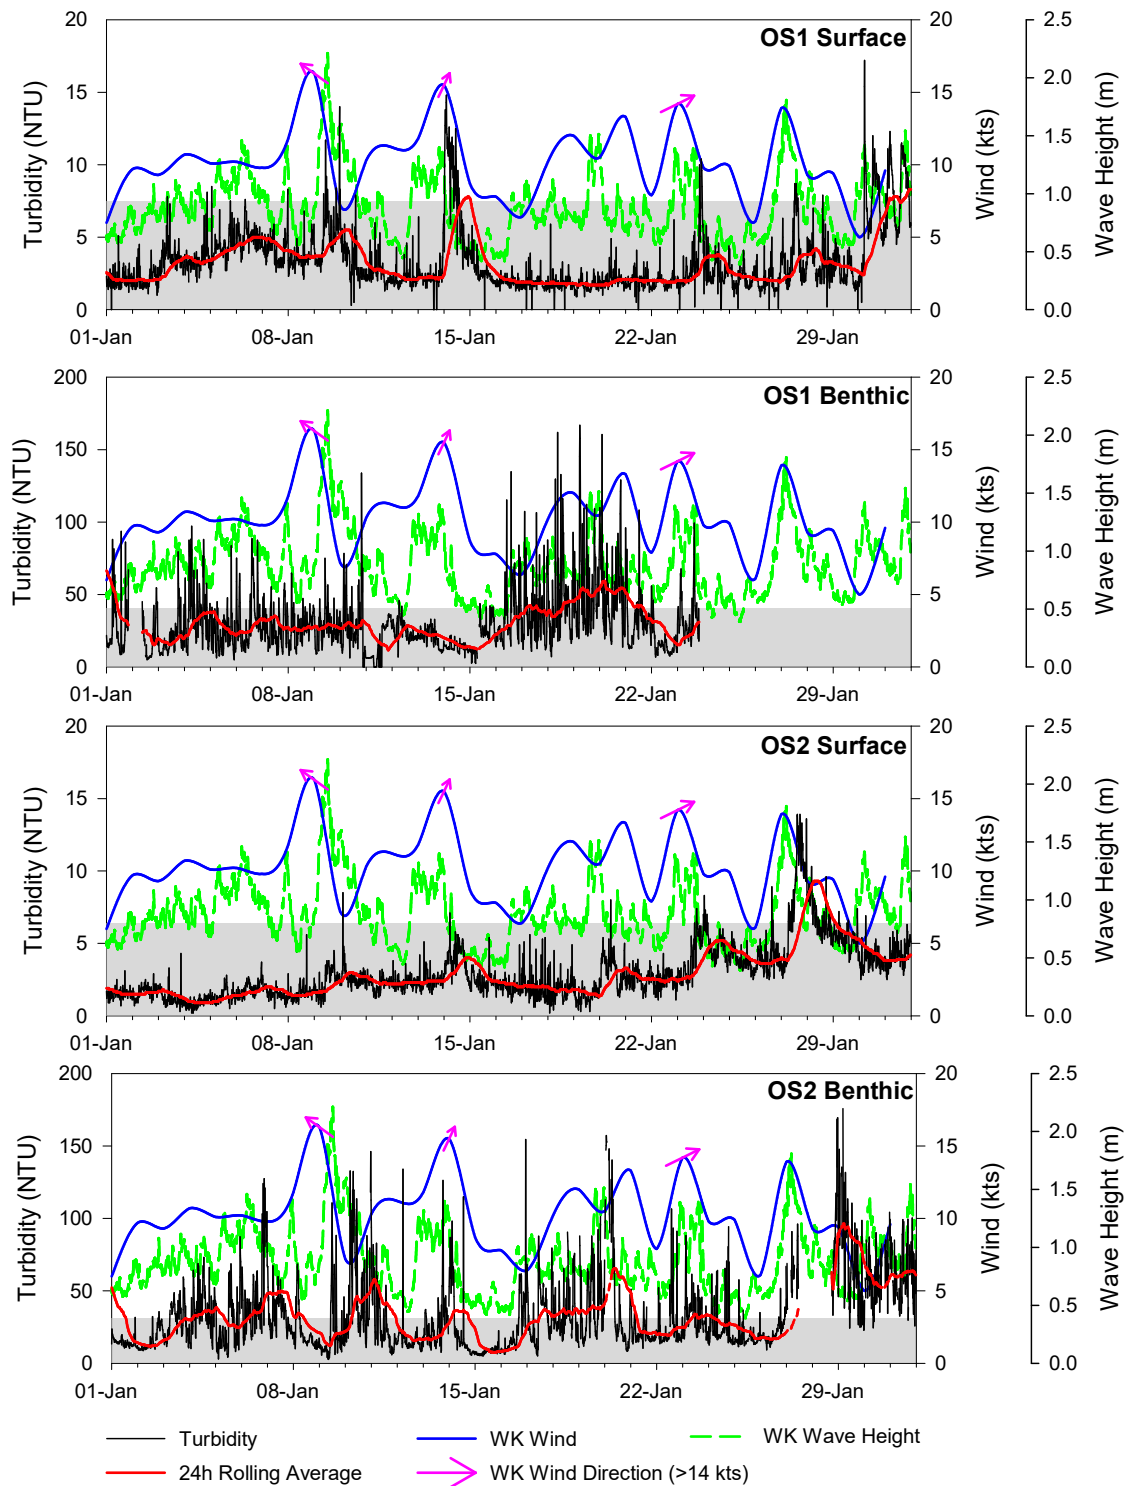 OS1 Surface
Turbidity (NTU)
20
15
10
5
0
20
15
10
5
0
Wind (kts)
2.5
2.0
1.5
1.0
0.5
0.0
Wave Height (m)
01-Jan 08-Jan 15-Jan 22-Jan 29-Jan
OS1 Benthic
Turbidity (NTU)
200
150
100
50
0
20
15
10
5
0
Wind (kts)
2.5
2.0
1.5
1.0
0.5
0.0
Wave Height (m)
01-Jan 08-Jan 15-Jan 22-Jan 29-Jan
OS2 Surface
Turbidity (NTU)
20
15
10
5
0
20
15
10
5
0
Wind (kts)
2.5
2.0
1.5
1.0
0.5
0.0
Wave Height (m)
01-Jan 08-Jan 15-Jan 22-Jan 29-Jan
OS2 Benthic
Turbidity (NTU)
200
150
100
50
0
20
15
10
5
0
Wind (kts)
2.5
2.0
1.5
1.0
0.5
0.0
Wave Height (m)
01-Jan 08-Jan 15-Jan 22-Jan 29-Jan
Turbidity WK Wind WK Wave Height
24h Rolling Average WK Wind Direction (>14 kts)